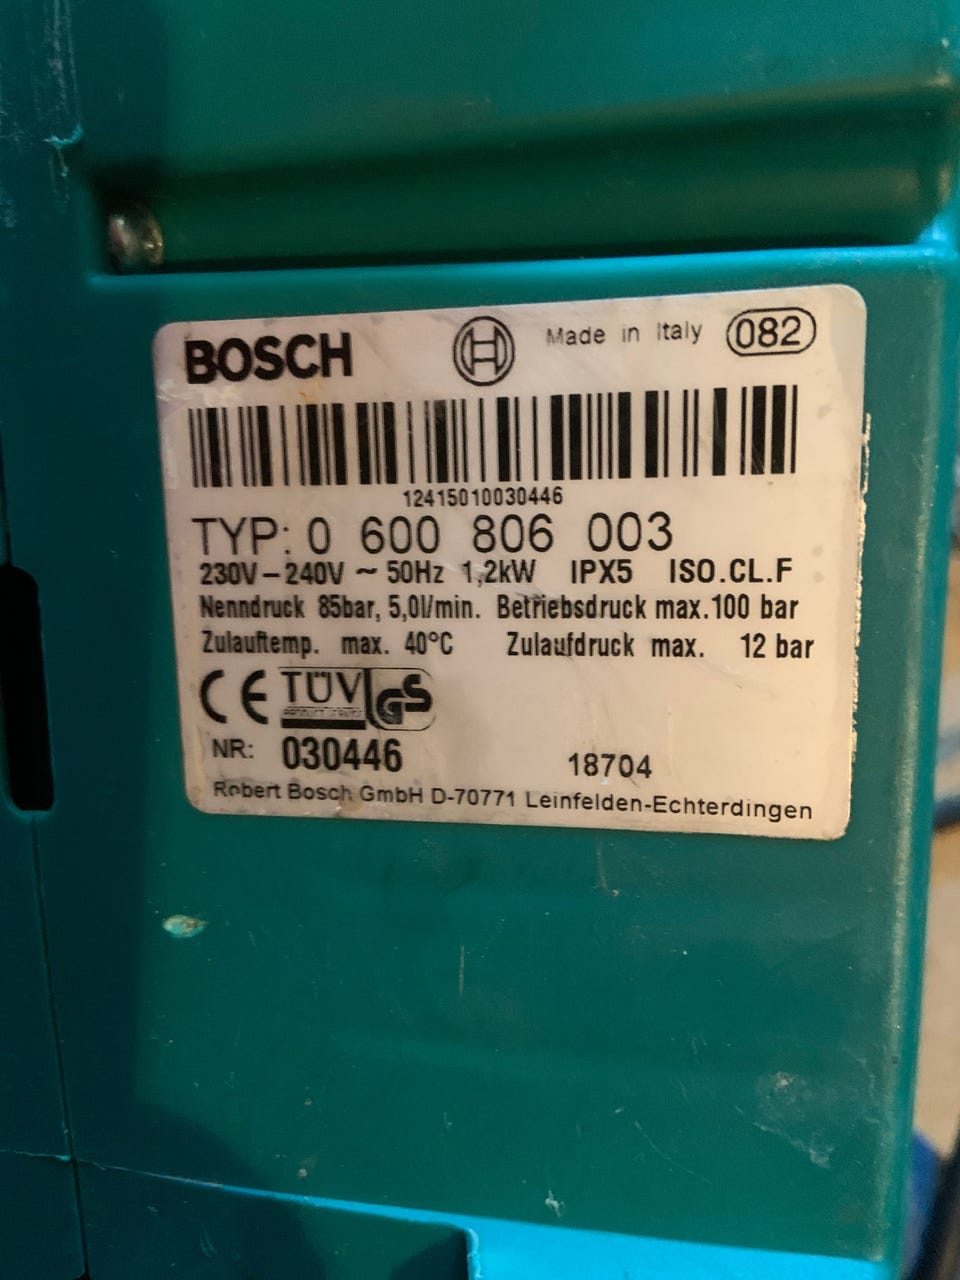 BOSCH Made in Italy 082
12415010030446
TYP: 0 600 806 003
230V – 240V ~ 50Hz 1,2kW IPX5 ISO.CL.F
Nenndruck 85bar, 5,0l/min. Betriebsdruck max.100 bar
Zulauftemp. max. 40°C Zulaufdruck max. 12 bar
CE TÜV GS
NR: 030446 18704
Robert Bosch GmbH D-70771 Leinfelden-Echterdingen